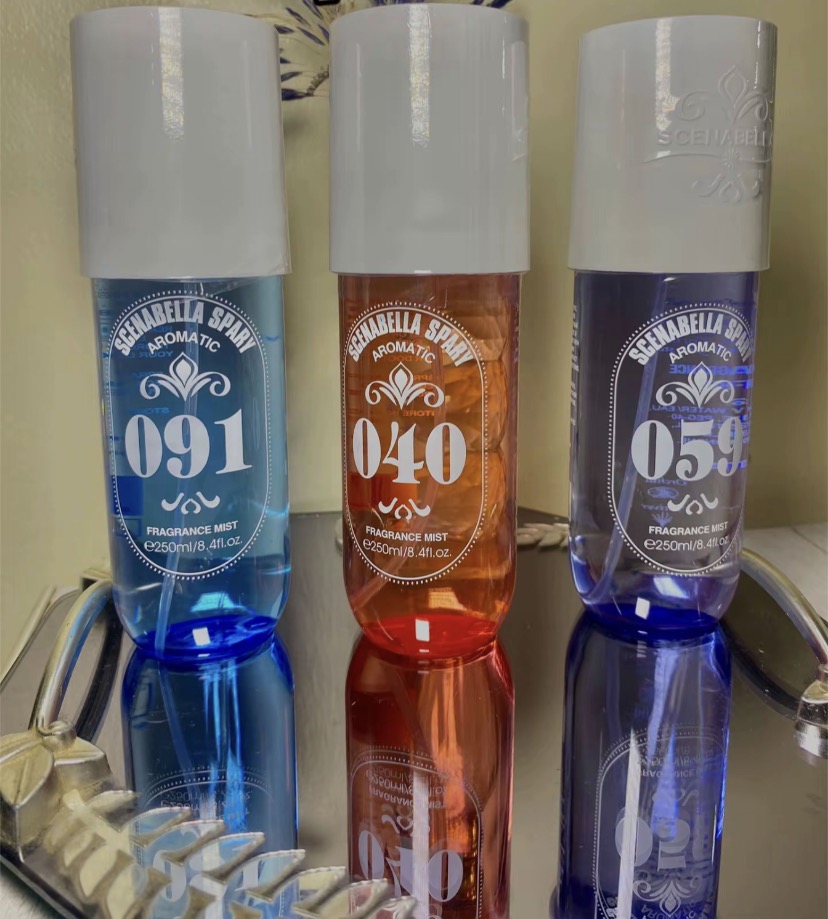 SCENABELLA SPARY
AROMATIC
091
FRAGRANCE MIST
℮250ml/8.4fl.oz.
SCENABELLA SPARY
AROMATIC
040
FRAGRANCE MIST
℮250ml/8.4fl.oz.
SCENABELLA
SCENABELLA SPARY
AROMATIC
059
FRAGRANCE MIST
℮250ml/8.4fl.oz.